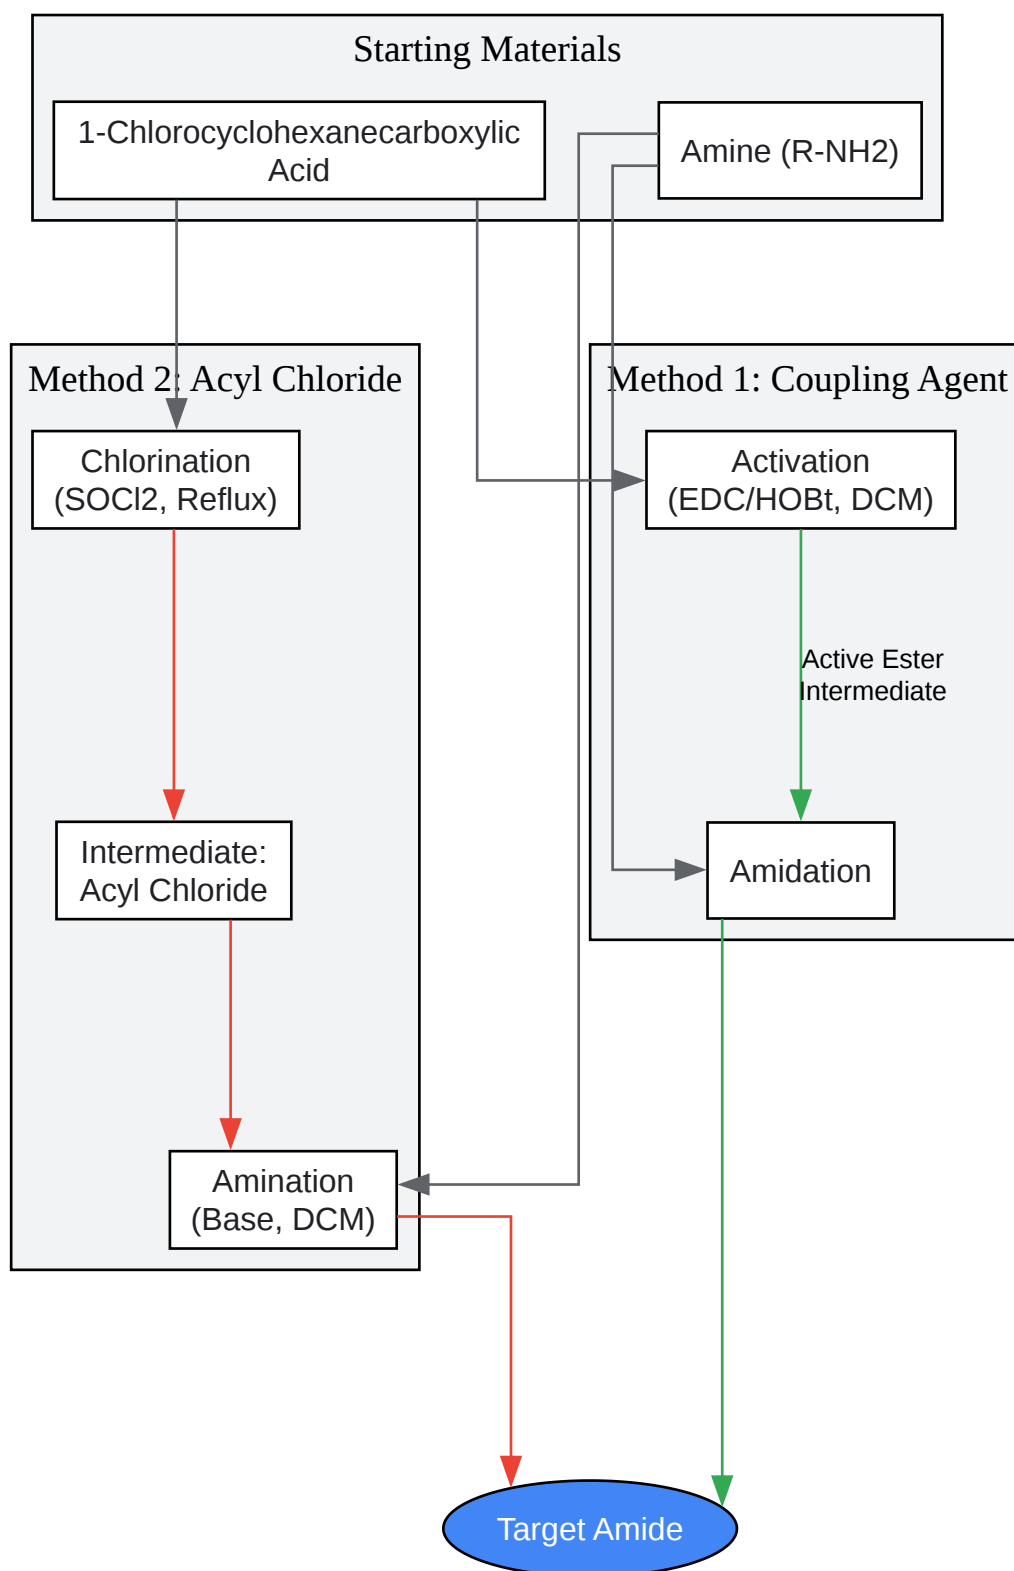 Starting Materials
1-Chlorocyclohexanecarboxylic
Acid
Amine (R-NH2)
Method 2: Acyl Chloride
Chlorination
(SOCl2, Reflux)
Intermediate:
Acyl Chloride
Amination
(Base, DCM)
Method 1: Coupling Agent
Activation
(EDC/HOBt, DCM)
Active Ester
Intermediate
Amidation
Target Amide